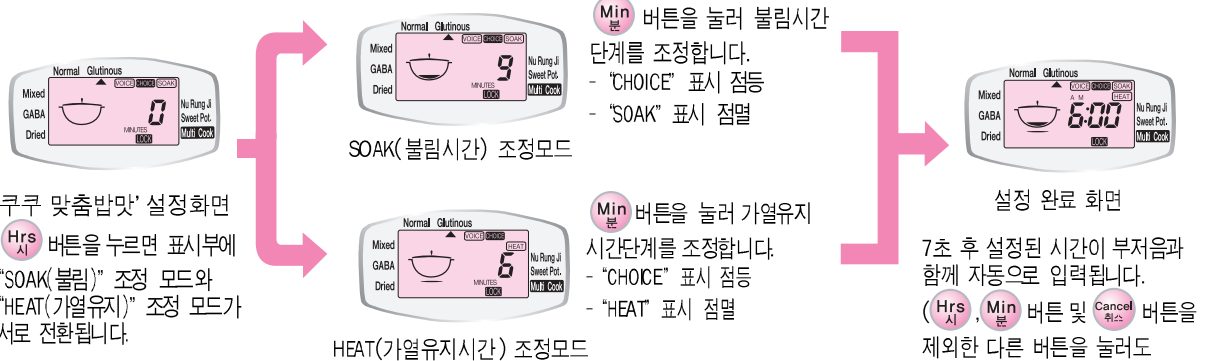 Normal Glutinous
VOICE CHOICE SOAK
Mixed
GABA
Dried
0
MINUTES
LOCK
Nu Rung Ji
Sweet Pot.
Multi Cook
쿠쿠 맞춤밥맛' 설정화면
Hrs 시 버튼을 누르면 표시부에
"SOAK(불림)" 조정 모드와
"HEAT(가열유지)" 조정 모드가
서로 전환됩니다.
Normal Glutinous
VOICE CHOICE SOAK
Mixed
GABA
Dried
9
MINUTES
LOCK
Nu Rung Ji
Sweet Pot.
Multi Cook
SOAK(불림시간) 조정모드
Min 분 버튼을 눌러 불림시간
단계를 조정합니다.
- "CHOICE" 표시 점등
- "SOAK" 표시 점멸
Normal Glutinous
VOICE CHOICE
HEAT
Mixed
GABA
Dried
6
MINUTES
LOCK
Nu Rung Ji
Sweet Pot.
Multi Cook
HEAT(가열유지시간) 조정모드
Min 분 버튼을 눌러 가열유지
시간단계를 조정합니다.
- "CHOICE" 표시 점등
- "HEAT" 표시 점멸
Normal Glutinous
VOICE CHOICE SOAK
A M HEAT
Mixed
GABA
Dried
6:00
LOCK
Nu Rung Ji
Sweet Pot.
Multi Cook
설정 완료 화면
7초 후 설정된 시간이 부저음과
함께 자동으로 입력됩니다.
(Hrs 시, Min 분 버튼 및 Cancel 취소 버튼을
제외한 다른 버튼을 눌러도